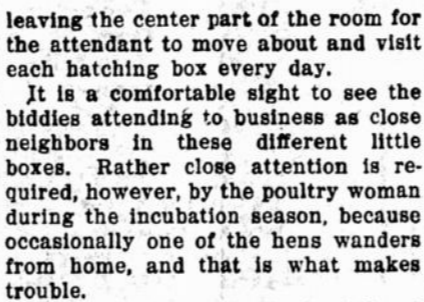 leaving the center part of the room for
the attendant to move about and visit
each hatching box every day.
It is a comfortable sight to see the
biddies attending to business as close
neighbors in these different little
boxes. Rather close attention is re-
quired, however, by the poultry woman
during the incubation season, because
occasionally one of the hens wanders
from home, and that is what makes
trouble.